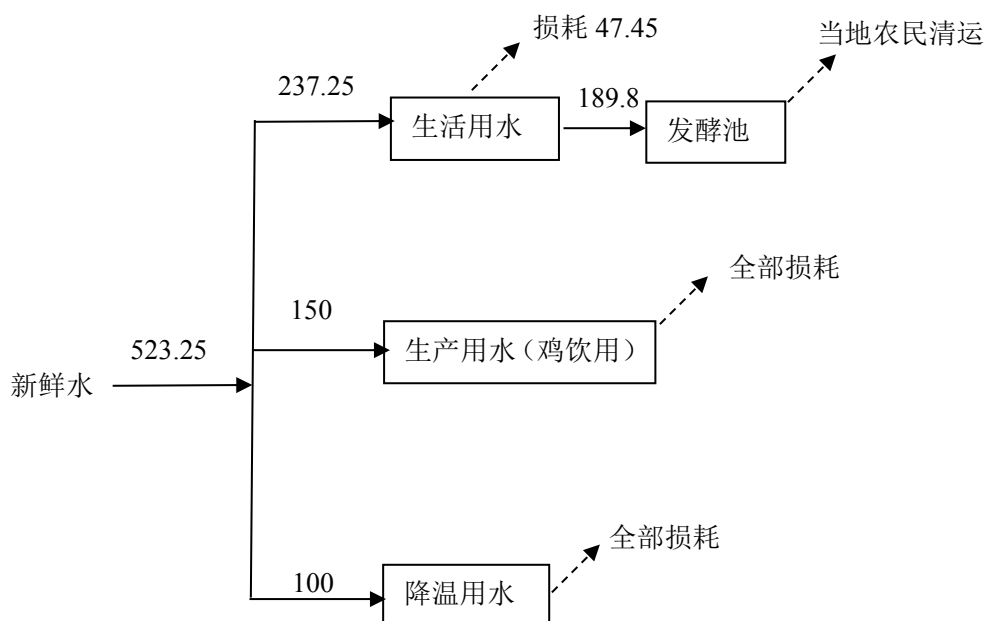 损耗 47.45
当地农民清运
237.25
189.8
生活用水
发酵池
全部损耗
150
523.25
生产用水（鸡饮用）
新鲜水
全部损耗
100
降温用水